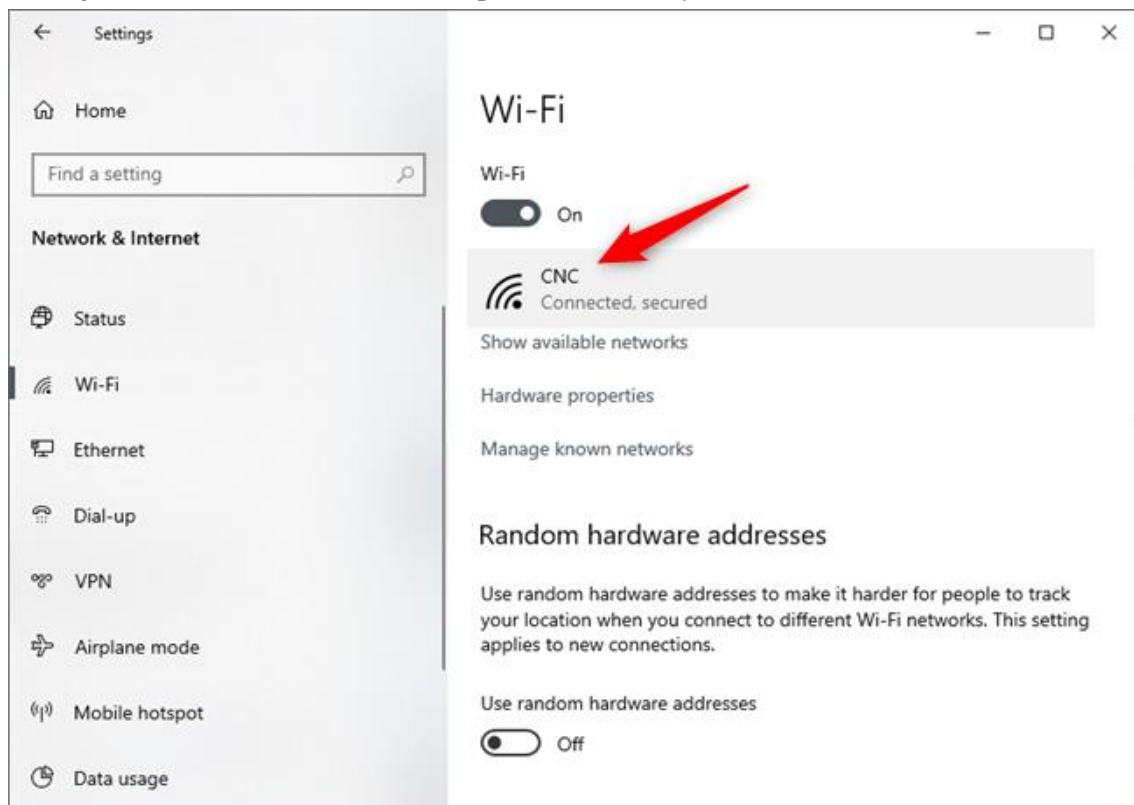 Settings
Home
Find a setting
Network & Internet
Status
Wi-Fi
Ethernet
Dial-up
VPN
Airplane mode
Mobile hotspot
Data usage
Wi-Fi
Wi-Fi
On
CNC
Connected, secured
Show available networks
Hardware properties
Manage known networks
Random hardware addresses
Use random hardware addresses to make it harder for people to track
your location when you connect to different Wi-Fi networks. This setting
applies to new connections.
Use random hardware addresses
Off